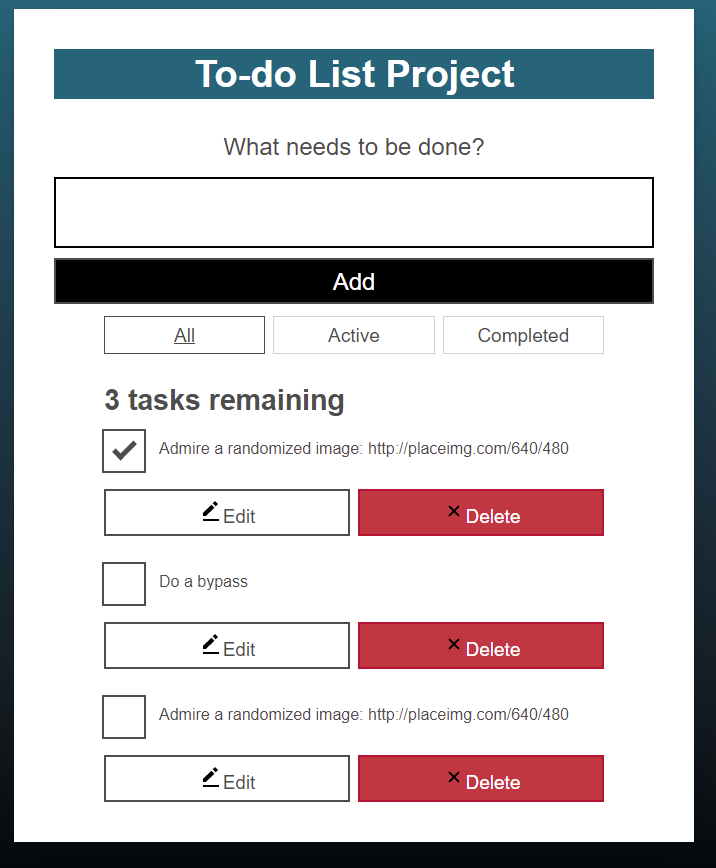 To-do List Project
What needs to be done?
Add
All Active Completed
3 tasks remaining
Admire a randomized image: http://placeimg.com/640/480
Edit Delete
Do a bypass
Edit Delete
Admire a randomized image: http://placeimg.com/640/480
Edit Delete